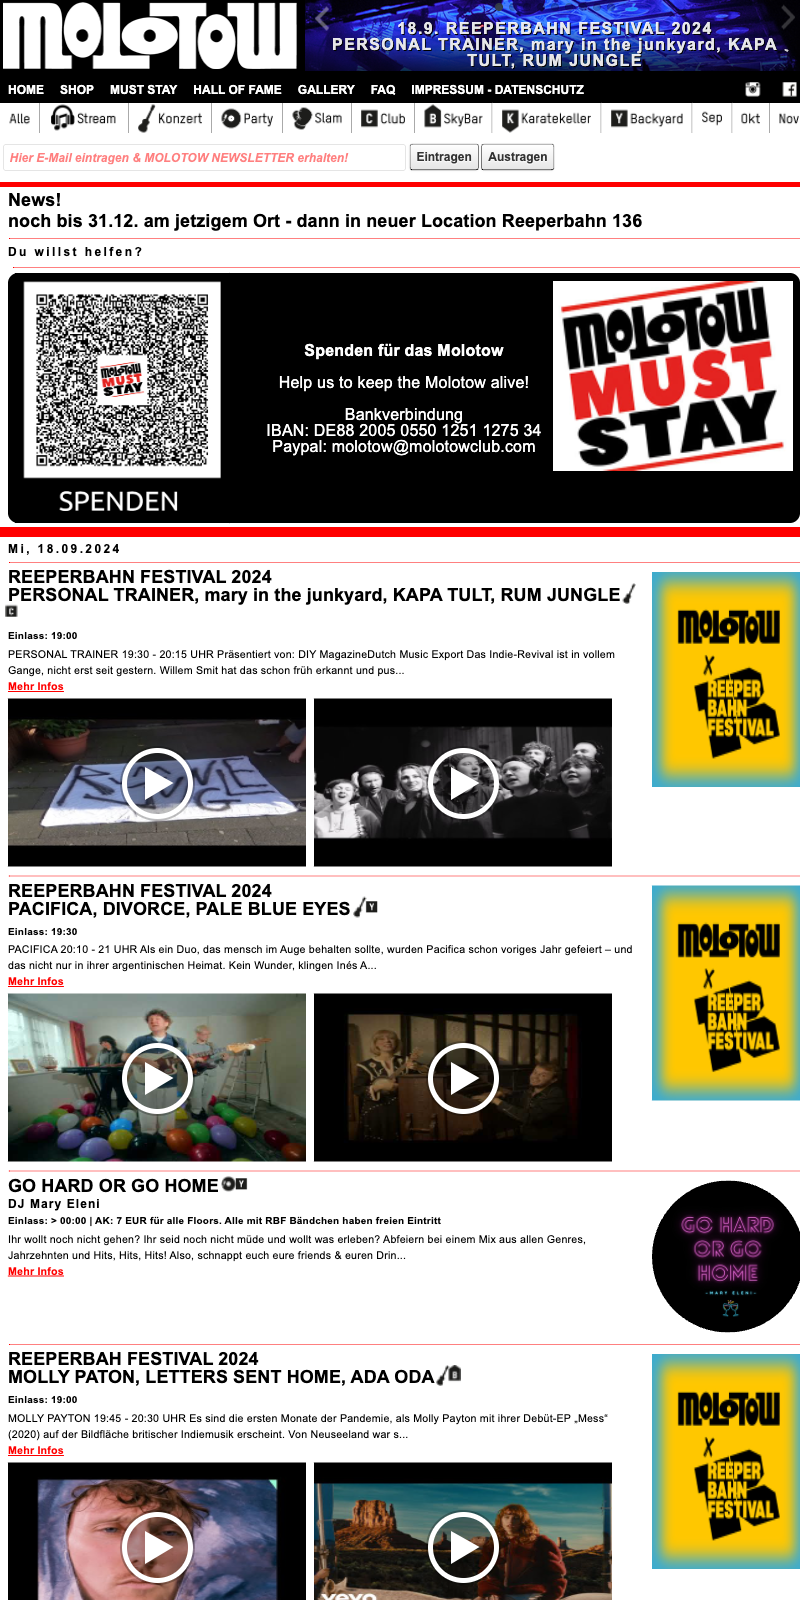 MOLOTOW
18.9. REEPERBAHN FESTIVAL 2024
PERSONAL TRAINER, mary in the junkyard, KAPA
TULT, RUM JUNGLE
HOME SHOP MUST STAY HALL OF FAME GALLERY FAQ IMPRESSUM - DATENSCHUTZ
Alle Stream Konzert Party Slam C Club B SkyBar K Karatekeller Y Backyard Sep Okt Nov
Hier E-Mail eintragen & MOLOTOW NEWSLETTER erhalten! Eintragen Austragen
News!
noch bis 31.12. am jetzigem Ort - dann in neuer Location Reeperbahn 136
Du willst helfen?
MOLOTOW
MUST
STAY
SPENDEN
Spenden für das Molotow
Help us to keep the Molotow alive!
Bankverbindung
IBAN: DE88 2005 0550 1251 1275 34
Paypal: molotow@molotowclub.com
MOLOTOW
MUST
STAY
Mi, 18.09.2024
REEPERBAHN FESTIVAL 2024
PERSONAL TRAINER, mary in the junkyard, KAPA TULT, RUM JUNGLE
C
Einlass: 19:00
PERSONAL TRAINER 19:30 - 20:15 UHR Präsentiert von: DIY MagazineDutch Music Export Das Indie-Revival ist in vollem
Gange, nicht erst seit gestern. Willem Smit hat das schon früh erkannt und pus...
Mehr Infos
MOLOTOW
X
REEPER
BAHN
FESTIVAL
REEPERBAHN FESTIVAL 2024
PACIFICA, DIVORCE, PALE BLUE EYES Y
Einlass: 19:30
PACIFICA 20:10 - 21 UHR Als ein Duo, das mensch im Auge behalten sollte, wurden Pacifica schon voriges Jahr gefeiert – und
das nicht nur in ihrer argentinischen Heimat. Kein Wunder, klingen Inés A...
Mehr Infos
MOLOTOW
X
REEPER
BAHN
FESTIVAL
GO HARD OR GO HOME Y
DJ Mary Eleni
Einlass: > 00:00 | AK: 7 EUR für alle Floors. Alle mit RBF Bändchen haben freien Eintritt
Ihr wollt noch nicht gehen? Ihr seid noch nicht müde und wollt was erleben? Abfeiern bei einem Mix aus allen Genres,
Jahrzehnten und Hits, Hits, Hits! Also, schnappt euch eure friends & euren Drin...
Mehr Infos
GO HARD
OR GO
HOME
~MARY ELENI~
REEPERBAH FESTIVAL 2024
MOLLY PATON, LETTERS SENT HOME, ADA ODA B
Einlass: 19:00
MOLLY PAYTON 19:45 - 20:30 UHR Es sind die ersten Monate der Pandemie, als Molly Payton mit ihrer Debüt-EP „Mess“
(2020) auf der Bildfläche britischer Indiemusik erscheint. Von Neuseeland war s...
Mehr Infos
vevo
MOLOTOW
X
REEPER
BAHN
FESTIVAL